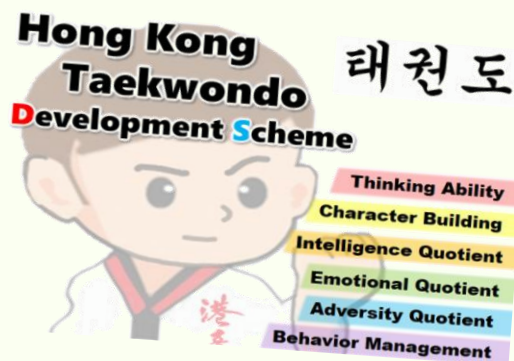 Hong Kong
Taekwondo
Development Scheme
태권도
Thinking Ability
Character Building
Intelligence Quotient
Emotional Quotient
Adversity Quotient
Behavior Management
港